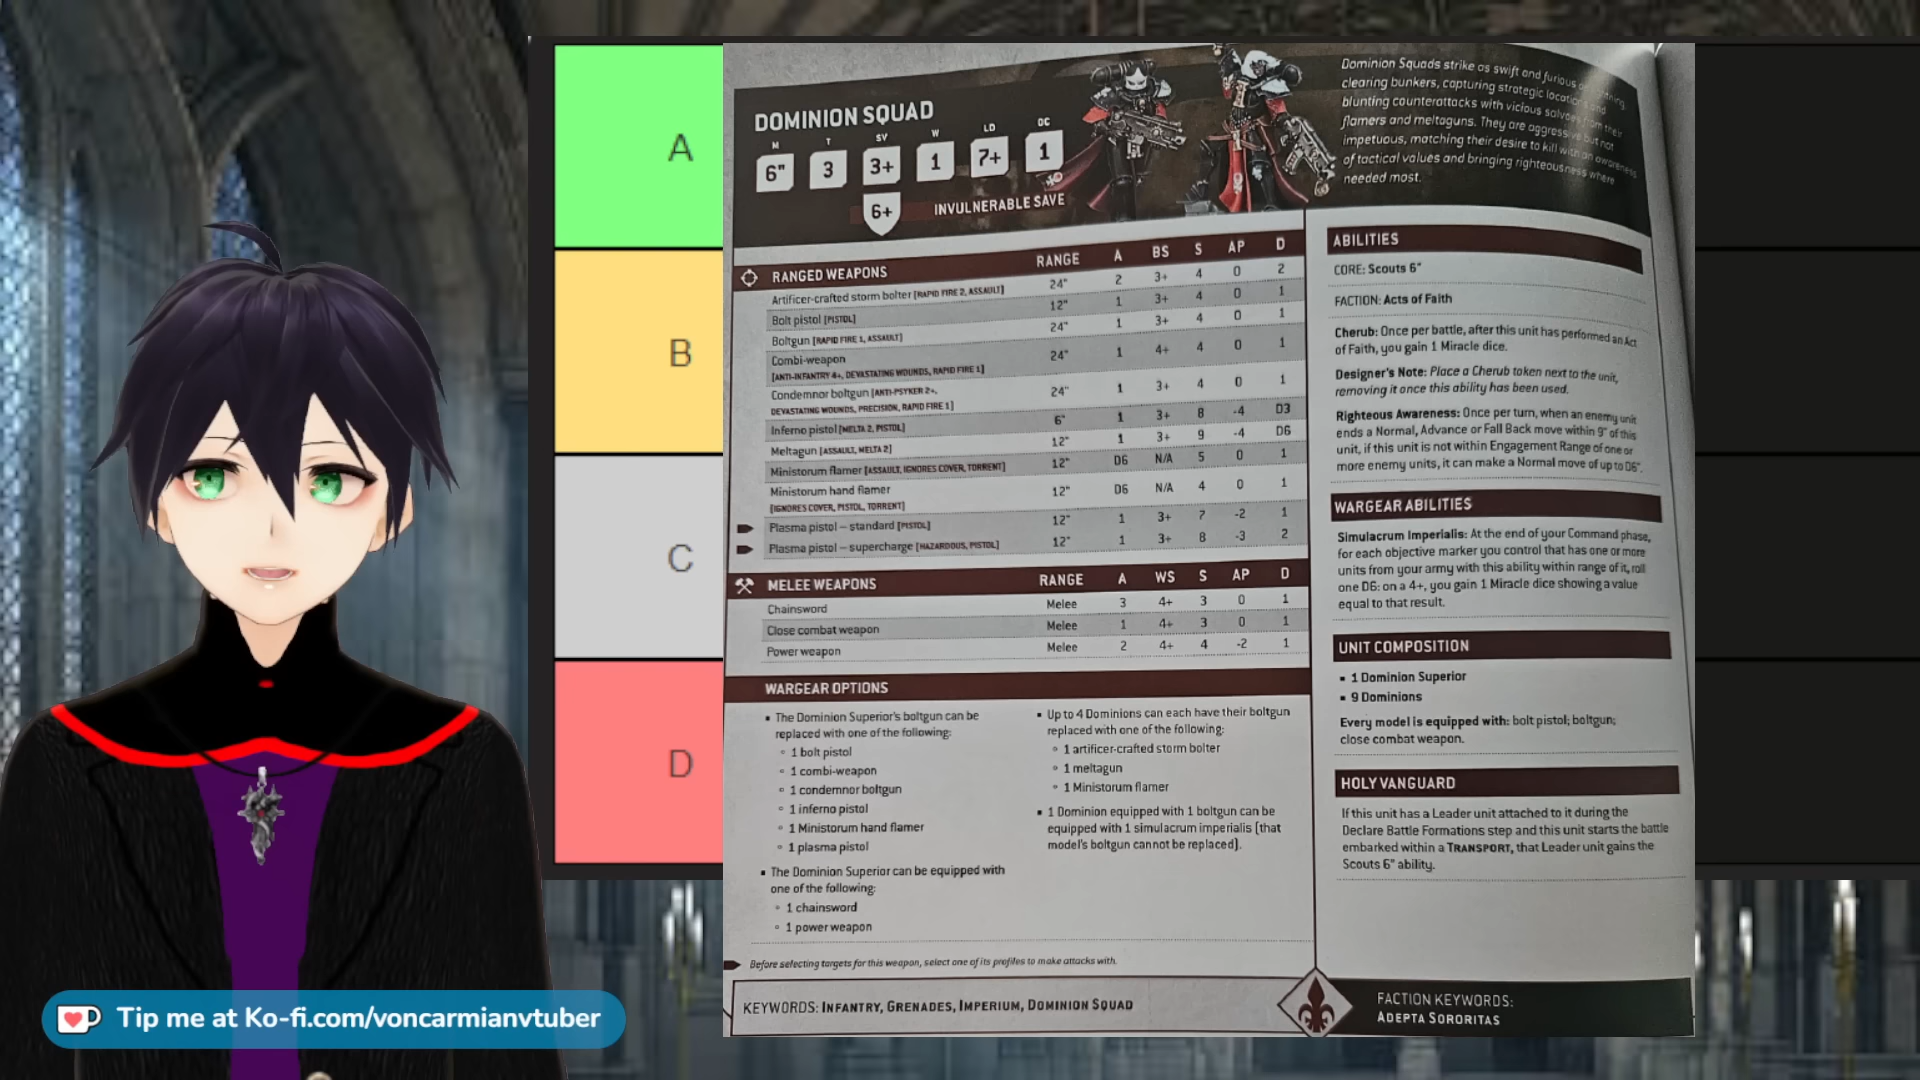 A
B
C
D
Tip me at Ko-fi.com/voncarmianvtuber
DOMINION SQUAD
M T SV W LD OC
6" 3 3+ 1 7+ 1
6+ INVULNERABLE SAVE
Dominion Squads strike as swift and furious as lightning,
clearing bunkers, capturing strategic locations and
blunting counterattacks with vicious salvoes from their
flamers and meltaguns. They are aggressive but not
impetuous, matching their desire to kill with an awareness
of tactical values and bringing righteousness where
needed most.
RANGED WEAPONS RANGE A BS S AP D
Artificer-crafted storm bolter [RAPID FIRE 2, ASSAULT] 24" 2 3+ 4 0 2
Bolt pistol [PISTOL] 12" 1 3+ 4 0 1
Boltgun [RAPID FIRE 1, ASSAULT] 24" 1 3+ 4 0 1
Combi-weapon
[ANTI-INFANTRY 4+, DEVASTATING WOUNDS, RAPID FIRE 1] 24" 1 4+ 4 0 1
Condemnor boltgun [ANTI-PSYKER 2+,
DEVASTATING WOUNDS, PRECISION, RAPID FIRE 1] 24" 1 3+ 4 0 1
Inferno pistol [MELTA 2, PISTOL] 6" 1 3+ 8 -4 D3
Meltagun [ASSAULT, MELTA 2] 12" 1 3+ 9 -4 D6
Ministorum flamer [ASSAULT, IGNORES COVER, TORRENT] 12" D6 N/A 5 0 1
Ministorum hand flamer
[IGNORES COVER, PISTOL, TORRENT] 12" D6 N/A 4 0 1
Plasma pistol – standard [PISTOL] 12" 1 3+ 7 -2 1
Plasma pistol – supercharge [HAZARDOUS, PISTOL] 12" 1 3+ 8 -3 2
MELEE WEAPONS RANGE A WS S AP D
Chainsword Melee 3 4+ 3 0 1
Close combat weapon Melee 1 4+ 3 0 1
Power weapon Melee 2 4+ 4 -2 1
WARGEAR OPTIONS
▪ The Dominion Superior's boltgun can be
replaced with one of the following:
◦ 1 bolt pistol
◦ 1 combi-weapon
◦ 1 condemnor boltgun
◦ 1 inferno pistol
◦ 1 Ministorum hand flamer
◦ 1 plasma pistol
▪ The Dominion Superior can be equipped with
one of the following:
◦ 1 chainsword
◦ 1 power weapon
▪ Up to 4 Dominions can each have their boltgun
replaced with one of the following:
◦ 1 artificer-crafted storm bolter
◦ 1 meltagun
◦ 1 Ministorum flamer
▪ 1 Dominion equipped with 1 boltgun can be
equipped with 1 simulacrum imperialis (that
model's boltgun cannot be replaced).
Before selecting targets for this weapon, select one of its profiles to make attacks with.
ABILITIES
CORE: Scouts 6"
FACTION: Acts of Faith
Cherub: Once per battle, after this unit has performed an Act
of Faith, you gain 1 Miracle dice.
Designer's Note: Place a Cherub token next to the unit,
removing it once this ability has been used.
Righteous Awareness: Once per turn, when an enemy unit
ends a Normal, Advance or Fall Back move within 9" of this
unit, if this unit is not within Engagement Range of one or
more enemy units, it can make a Normal move of up to D6".
WARGEAR ABILITIES
Simulacrum Imperialis: At the end of your Command phase,
for each objective marker you control that has one or more
units from your army with this ability within range of it, roll
one D6: on a 4+, you gain 1 Miracle dice showing a value
equal to that result.
UNIT COMPOSITION
▪ 1 Dominion Superior
▪ 9 Dominions
Every model is equipped with: bolt pistol; boltgun;
close combat weapon.
HOLY VANGUARD
If this unit has a Leader unit attached to it during the
Declare Battle Formations step and this unit starts the battle
embarked within a TRANSPORT, that Leader unit gains the
Scouts 6" ability.
KEYWORDS: INFANTRY, GRENADES, IMPERIUM, DOMINION SQUAD
FACTION KEYWORDS:
ADEPTA SORORITAS